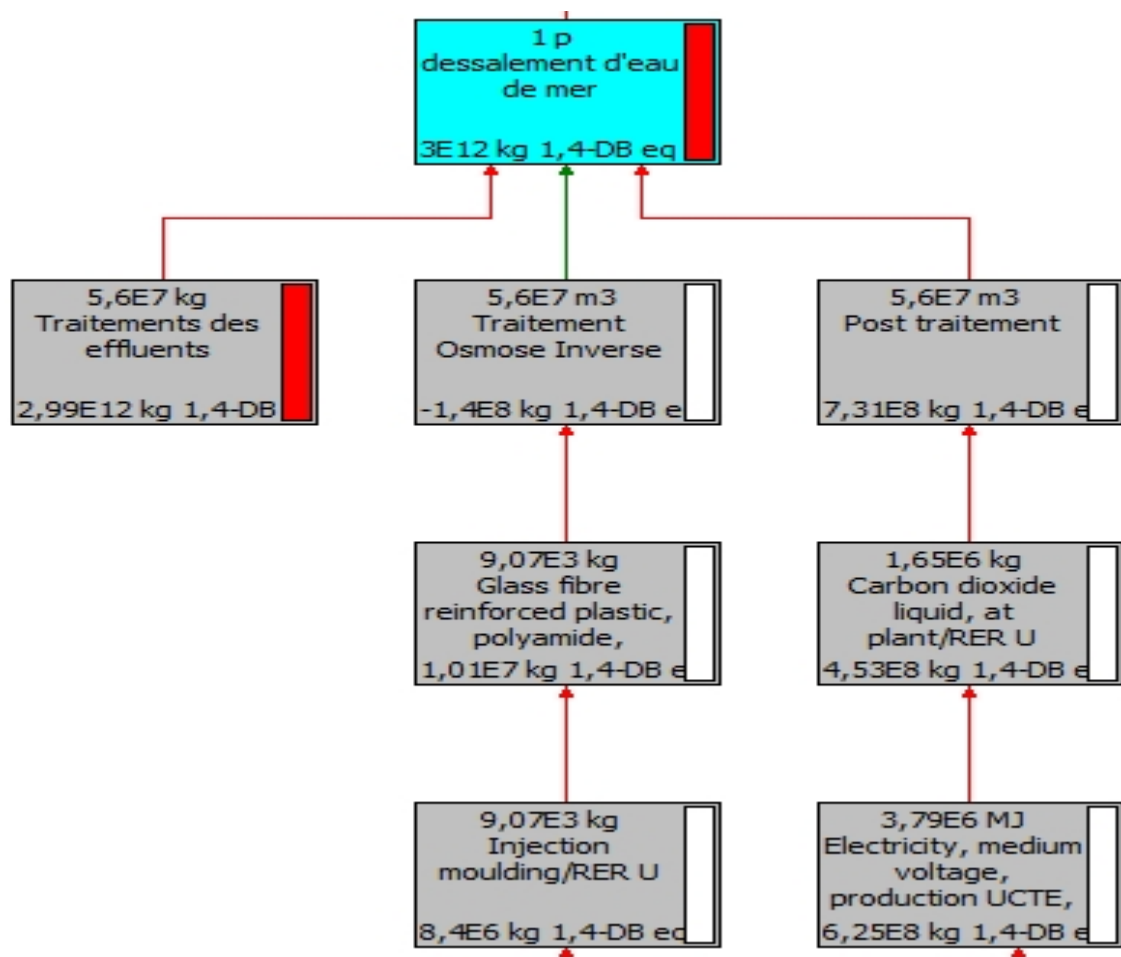 1 p
dessalement d'eau
de mer
3E12 kg 1,4-DB eq
5,6E7 kg
Traitements des
effluents
2,99E12 kg 1,4-DB
5,6E7 m3
Traitement
Osmose Inverse
-1,4E8 kg 1,4-DB e
5,6E7 m3
Post traitement
7,31E8 kg 1,4-DB e
9,07E3 kg
Glass fibre
reinforced plastic,
polyamide,
1,01E7 kg 1,4-DB e
1,65E6 kg
Carbon dioxide
liquid, at
plant/RER U
4,53E8 kg 1,4-DB e
9,07E3 kg
Injection
moulding/RER U
8,4E6 kg 1,4-DB eq
3,79E6 MJ
Electricity, medium
voltage,
production UCTE,
6,25E8 kg 1,4-DB e